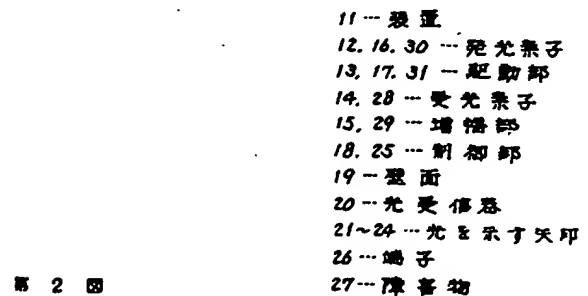 11…装置
12.16.30…発光素子
13,17.31…駆動部
14.28…受光素子
15,29…増幅部
18.25…制御部
19…壁面
20…光受信器
21~24…光を示す矢印
26…端子
27…障害物
第 2 図